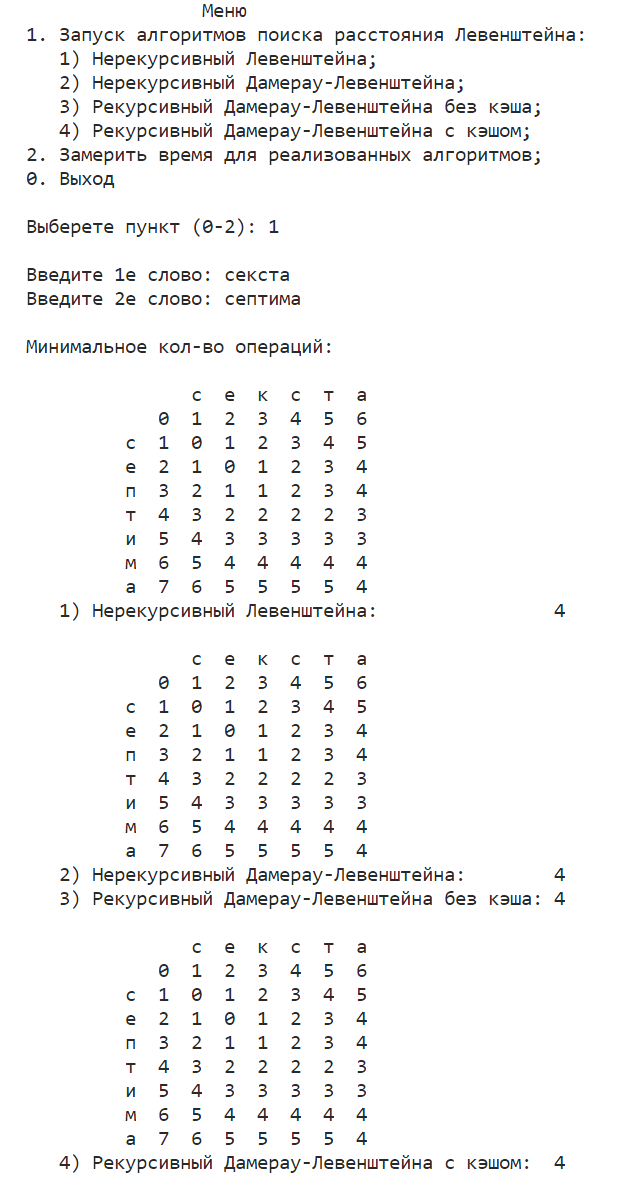 Меню
1. Запуск алгоритмов поиска расстояния Левенштейна:
1) Нерекурсивный Левенштейна;
2) Нерекурсивный Дамерау-Левенштейна;
3) Рекурсивный Дамерау-Левенштейна без кэша;
4) Рекурсивный Дамерау-Левенштейна с кэшом;
2. Замерить время для реализованных алгоритмов;
0. Выход
Выберете пункт (0-2): 1
Введите 1е слово: секста
Введите 2е слово: септима
Минимальное кол-во операций:
с е к с т а
0 1 2 3 4 5 6
с 1 0 1 2 3 4 5
е 2 1 0 1 2 3 4
п 3 2 1 1 2 3 4
т 4 3 2 2 2 2 3
и 5 4 3 3 3 3 3
м 6 5 4 4 4 4 4
а 7 6 5 5 5 5 4
1) Нерекурсивный Левенштейна: 4
с е к с т а
0 1 2 3 4 5 6
с 1 0 1 2 3 4 5
е 2 1 0 1 2 3 4
п 3 2 1 1 2 3 4
т 4 3 2 2 2 2 3
и 5 4 3 3 3 3 3
м 6 5 4 4 4 4 4
а 7 6 5 5 5 5 4
2) Нерекурсивный Дамерау-Левенштейна: 4
3) Рекурсивный Дамерау-Левенштейна без кэша: 4
с е к с т а
0 1 2 3 4 5 6
с 1 0 1 2 3 4 5
е 2 1 0 1 2 3 4
п 3 2 1 1 2 3 4
т 4 3 2 2 2 2 3
и 5 4 3 3 3 3 3
м 6 5 4 4 4 4 4
а 7 6 5 5 5 5 4
4) Рекурсивный Дамерау-Левенштейна с кэшом: 4